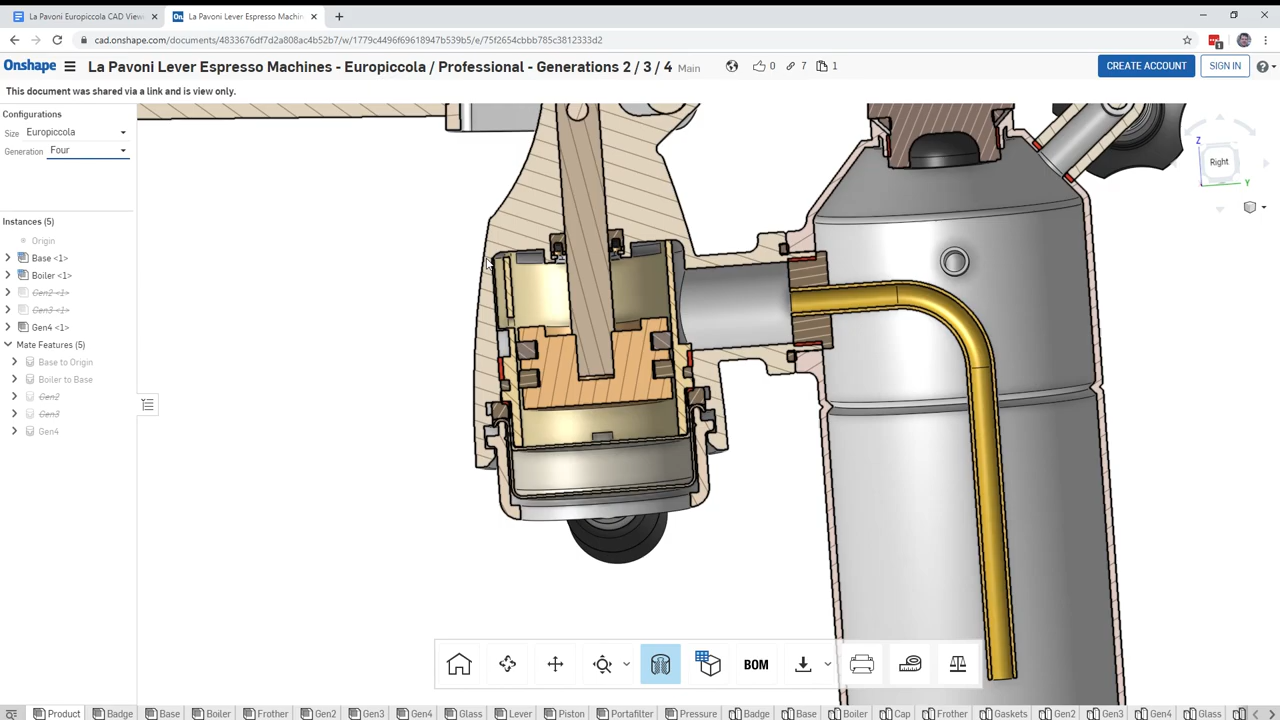 La Pavoni Europiccola CAD View
La Pavoni Lever Espresso Machin
cad.onshape.com/documents/4833676df7d2a808ac4b52b7/w/1779c4496f69618947b539b5/e/75f2654cbbb785c3812333d2
1
Onshape
La Pavoni Lever Espresso Machines - Europiccola / Professional - Generations 2 / 3 / 4
Main
0
7
1
CREATE ACCOUNT
SIGN IN
This document was shared via a link and is view only.
Configurations
Size Europiccola
Generation Four
Z
Right
Y
Instances (5)
Origin
Base <1>
Boiler <1>
Gen2 <1>
Gen3 <1>
Gen4 <1>
Mate Features (5)
Base to Origin
Boiler to Base
Gen2
Gen3
Gen4
BOM
Product Badge Base Boiler Frother Gen2 Gen3 Gen4 Glass Lever Piston Portafilter Pressure Badge Base Boiler Cap Frother Gaskets Gen2 Gen3 Gen4 Glass